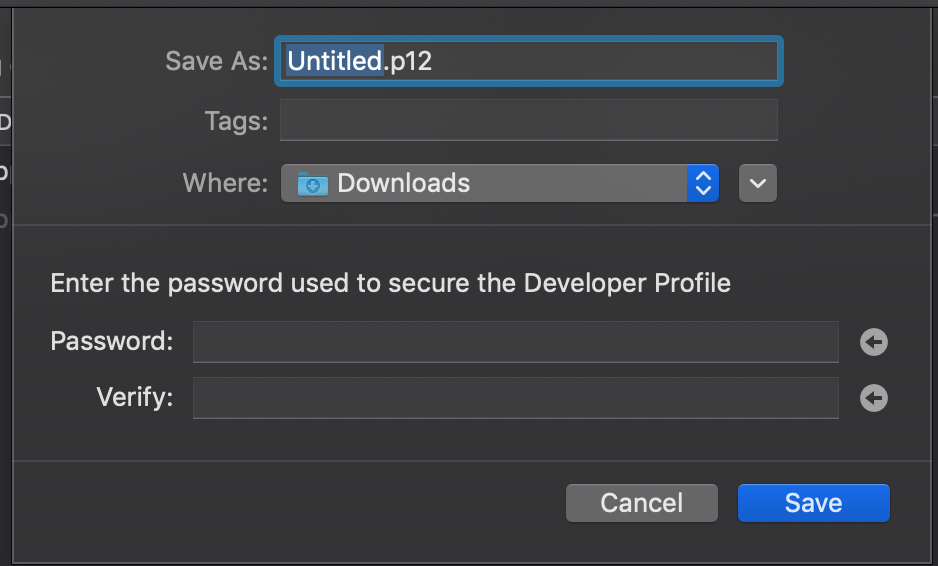 Save As: Untitled.p12
Tags:
Where: Downloads
Enter the password used to secure the Developer Profile
Password:
Verify:
Cancel Save